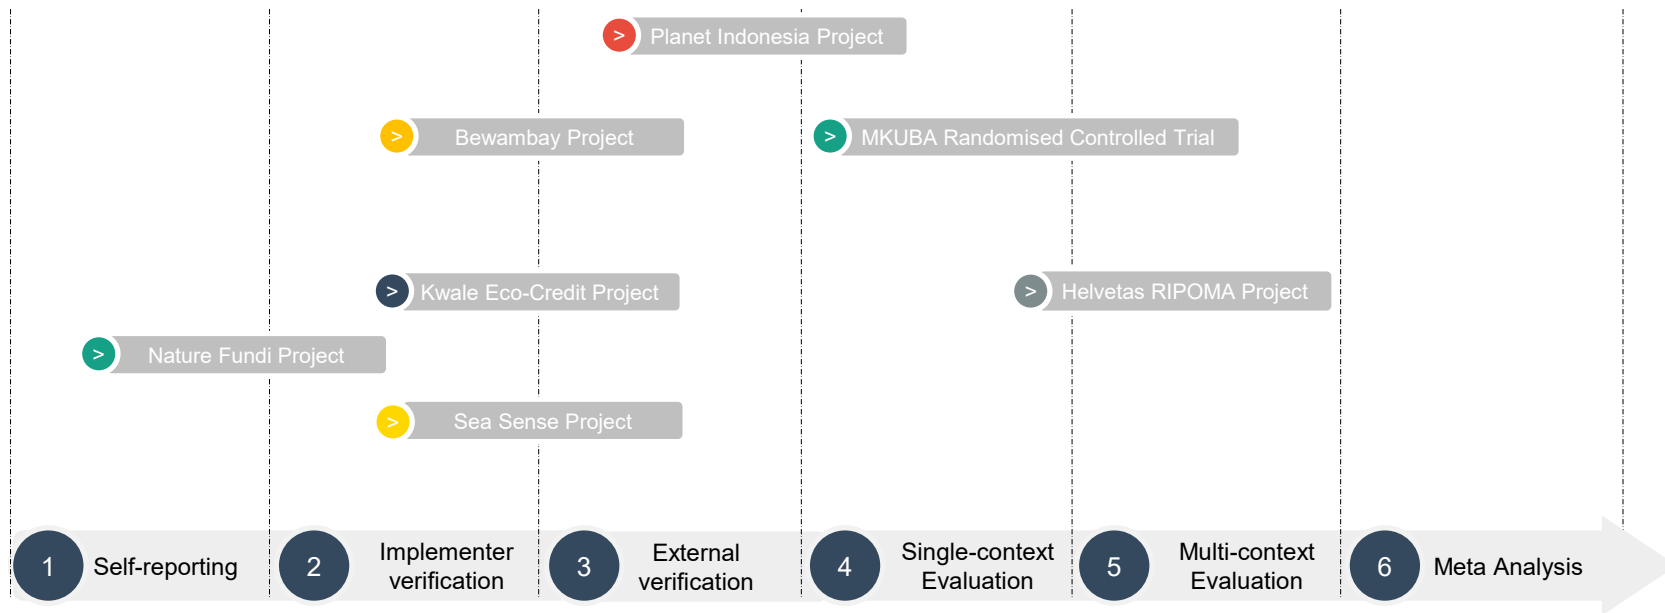 > Planet Indonesia Project
> Bewambay Project
> MKUBA Randomised Controlled Trial
> Kwale Eco-Credit Project
> Helvetas RIPOMA Project
> Nature Fundi Project
> Sea Sense Project
1 Self-reporting
2 Implementer
verification
3 External
verification
4 Single-context
Evaluation
5 Multi-context
Evaluation
6 Meta Analysis